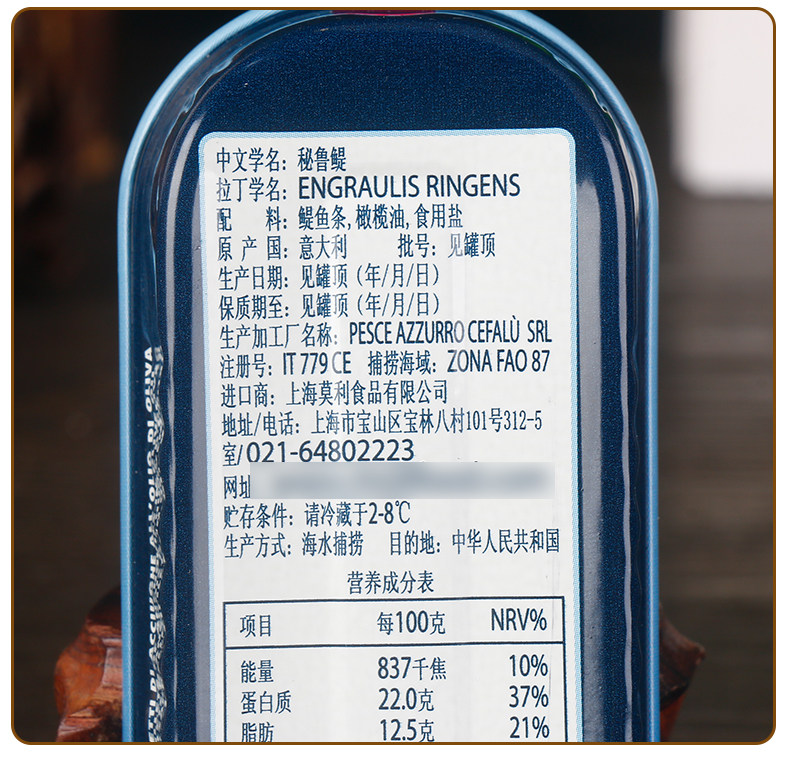 中文学名：秘鲁鳀
拉丁学名：ENGRAULIS RINGENS
配　　料：鳀鱼条，橄榄油，食用盐
原 产 国：意大利　　批号：见罐顶
生产日期：见罐顶（年/月/日）
保质期至：见罐顶（年/月/日）
生产加工厂名称：PESCE AZZURRO CEFALÙ SRL
注册号：IT 779 CE　捕捞海域：ZONA FAO 87
进口商：上海莫利食品有限公司
地址/电话：上海市宝山区宝林八村101号312-5
室/021-64802223
网址
贮存条件：请冷藏于2-8℃
生产方式：海水捕捞　目的地：中华人民共和国
营养成分表
项目　每100克　NRV%
能量　837千焦　10%
蛋白质　22.0克　37%
脂肪　12.5克　21%